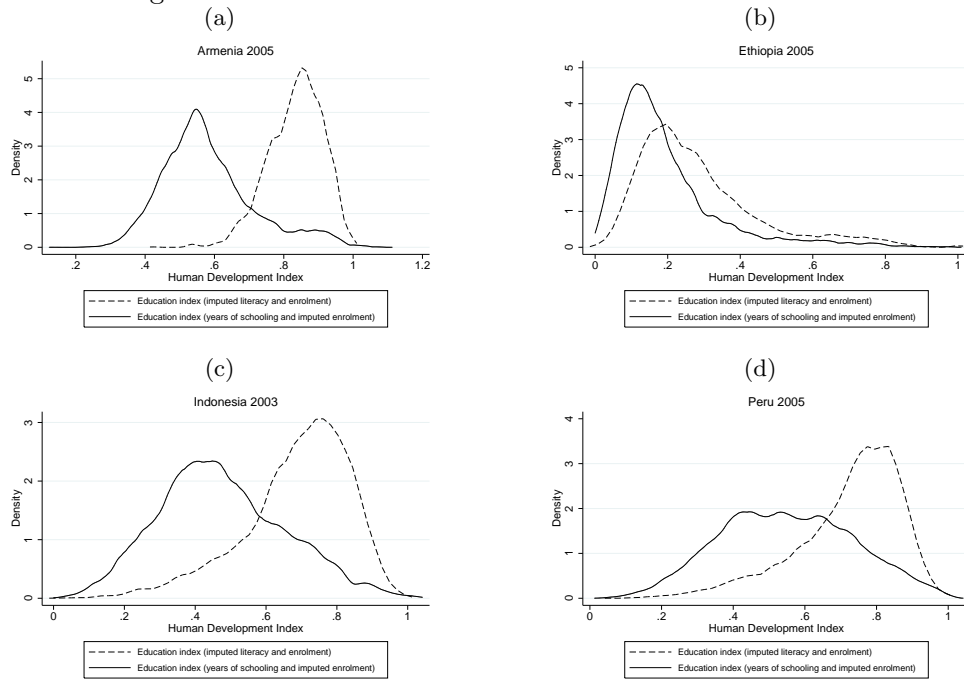 (a)
Armenia 2005
Density
0
1
2
3
4
5
.2
.4
.6
.8
1
1.2
Human Development Index
Education index (imputed literacy and enrolment)
Education index (years of schooling and imputed enrolment)
(b)
Ethiopia 2005
Density
0
1
2
3
4
5
0
.2
.4
.6
.8
1
Human Development Index
Education index (imputed literacy and enrolment)
Education index (years of schooling and imputed enrolment)
(c)
Indonesia 2003
Density
0
1
2
3
0
.2
.4
.6
.8
1
Human Development Index
Education index (imputed literacy and enrolment)
Education index (years of schooling and imputed enrolment)
(d)
Peru 2005
Density
0
1
2
3
4
0
.2
.4
.6
.8
1
Human Development Index
Education index (imputed literacy and enrolment)
Education index (years of schooling and imputed enrolment)